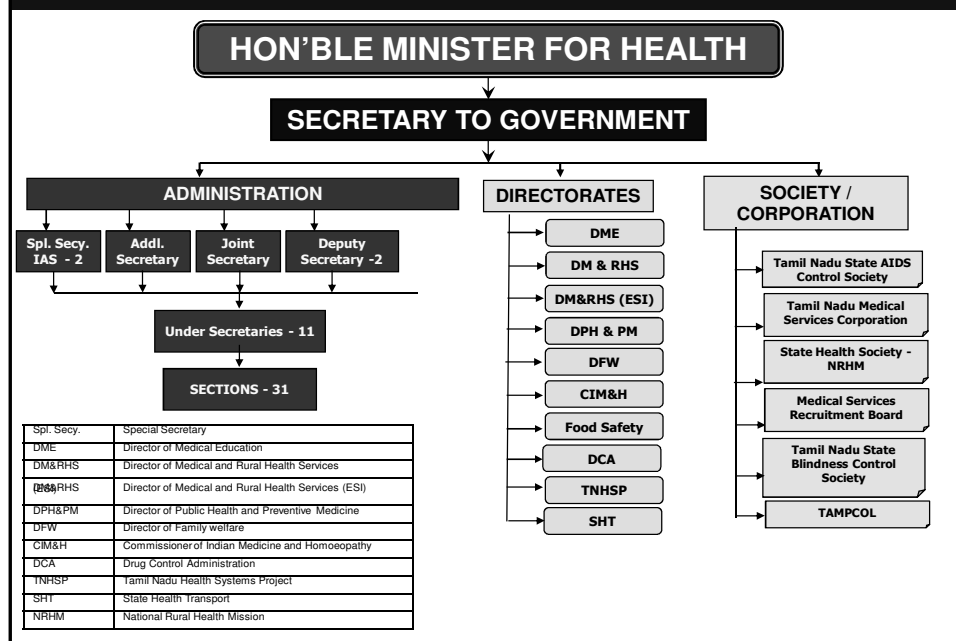 HON'BLE MINISTER FOR HEALTH
SECRETARY TO GOVERNMENT
ADMINISTRATION
Spl. Secy.
IAS - 2
Addl.
Secretary
Joint
Secretary
Deputy
Secretary -2
Under Secretaries - 11
SECTIONS - 31
DIRECTORATES
DME
DM & RHS
DM&RHS (ESI)
DPH & PM
DFW
CIM&H
Food Safety
DCA
TNHSP
SHT
SOCIETY /
CORPORATION
Tamil Nadu State AIDS
Control Society
Tamil Nadu Medical
Services Corporation
State Health Society -
NRHM
Medical Services
Recruitment Board
Tamil Nadu State
Blindness Control
Society
TAMPCOL
Spl. Secy. Special Secretary
DME Director of Medical Education
DM&RHS Director of Medical and Rural Health Services
DM&RHS (ESI) Director of Medical and Rural Health Services (ESI)
DPH&PM Director of Public Health and Preventive Medicine
DFW Director of Family welfare
CIM&H Commissioner of Indian Medicine and Homoeopathy
DCA Drug Control Administration
TNHSP Tamil Nadu Health Systems Project
SHT State Health Transport
NRHM National Rural Health Mission